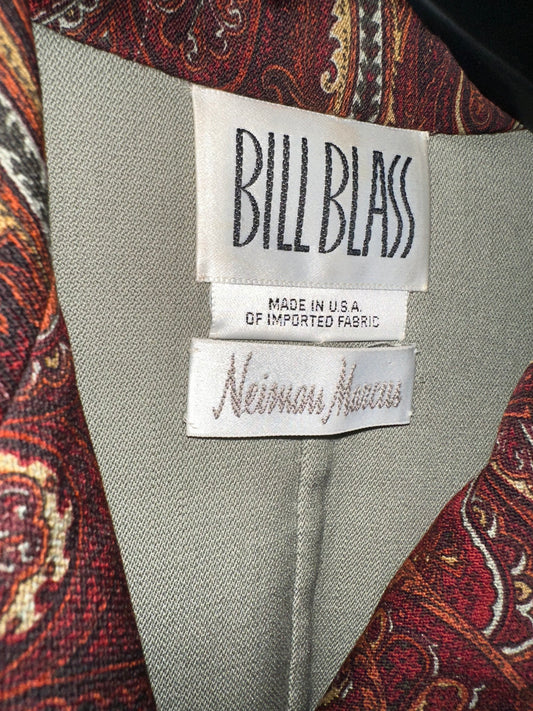 BILL BLASS
MADE IN U.S.A.
OF IMPORTED FABRIC
Neiman Marcus